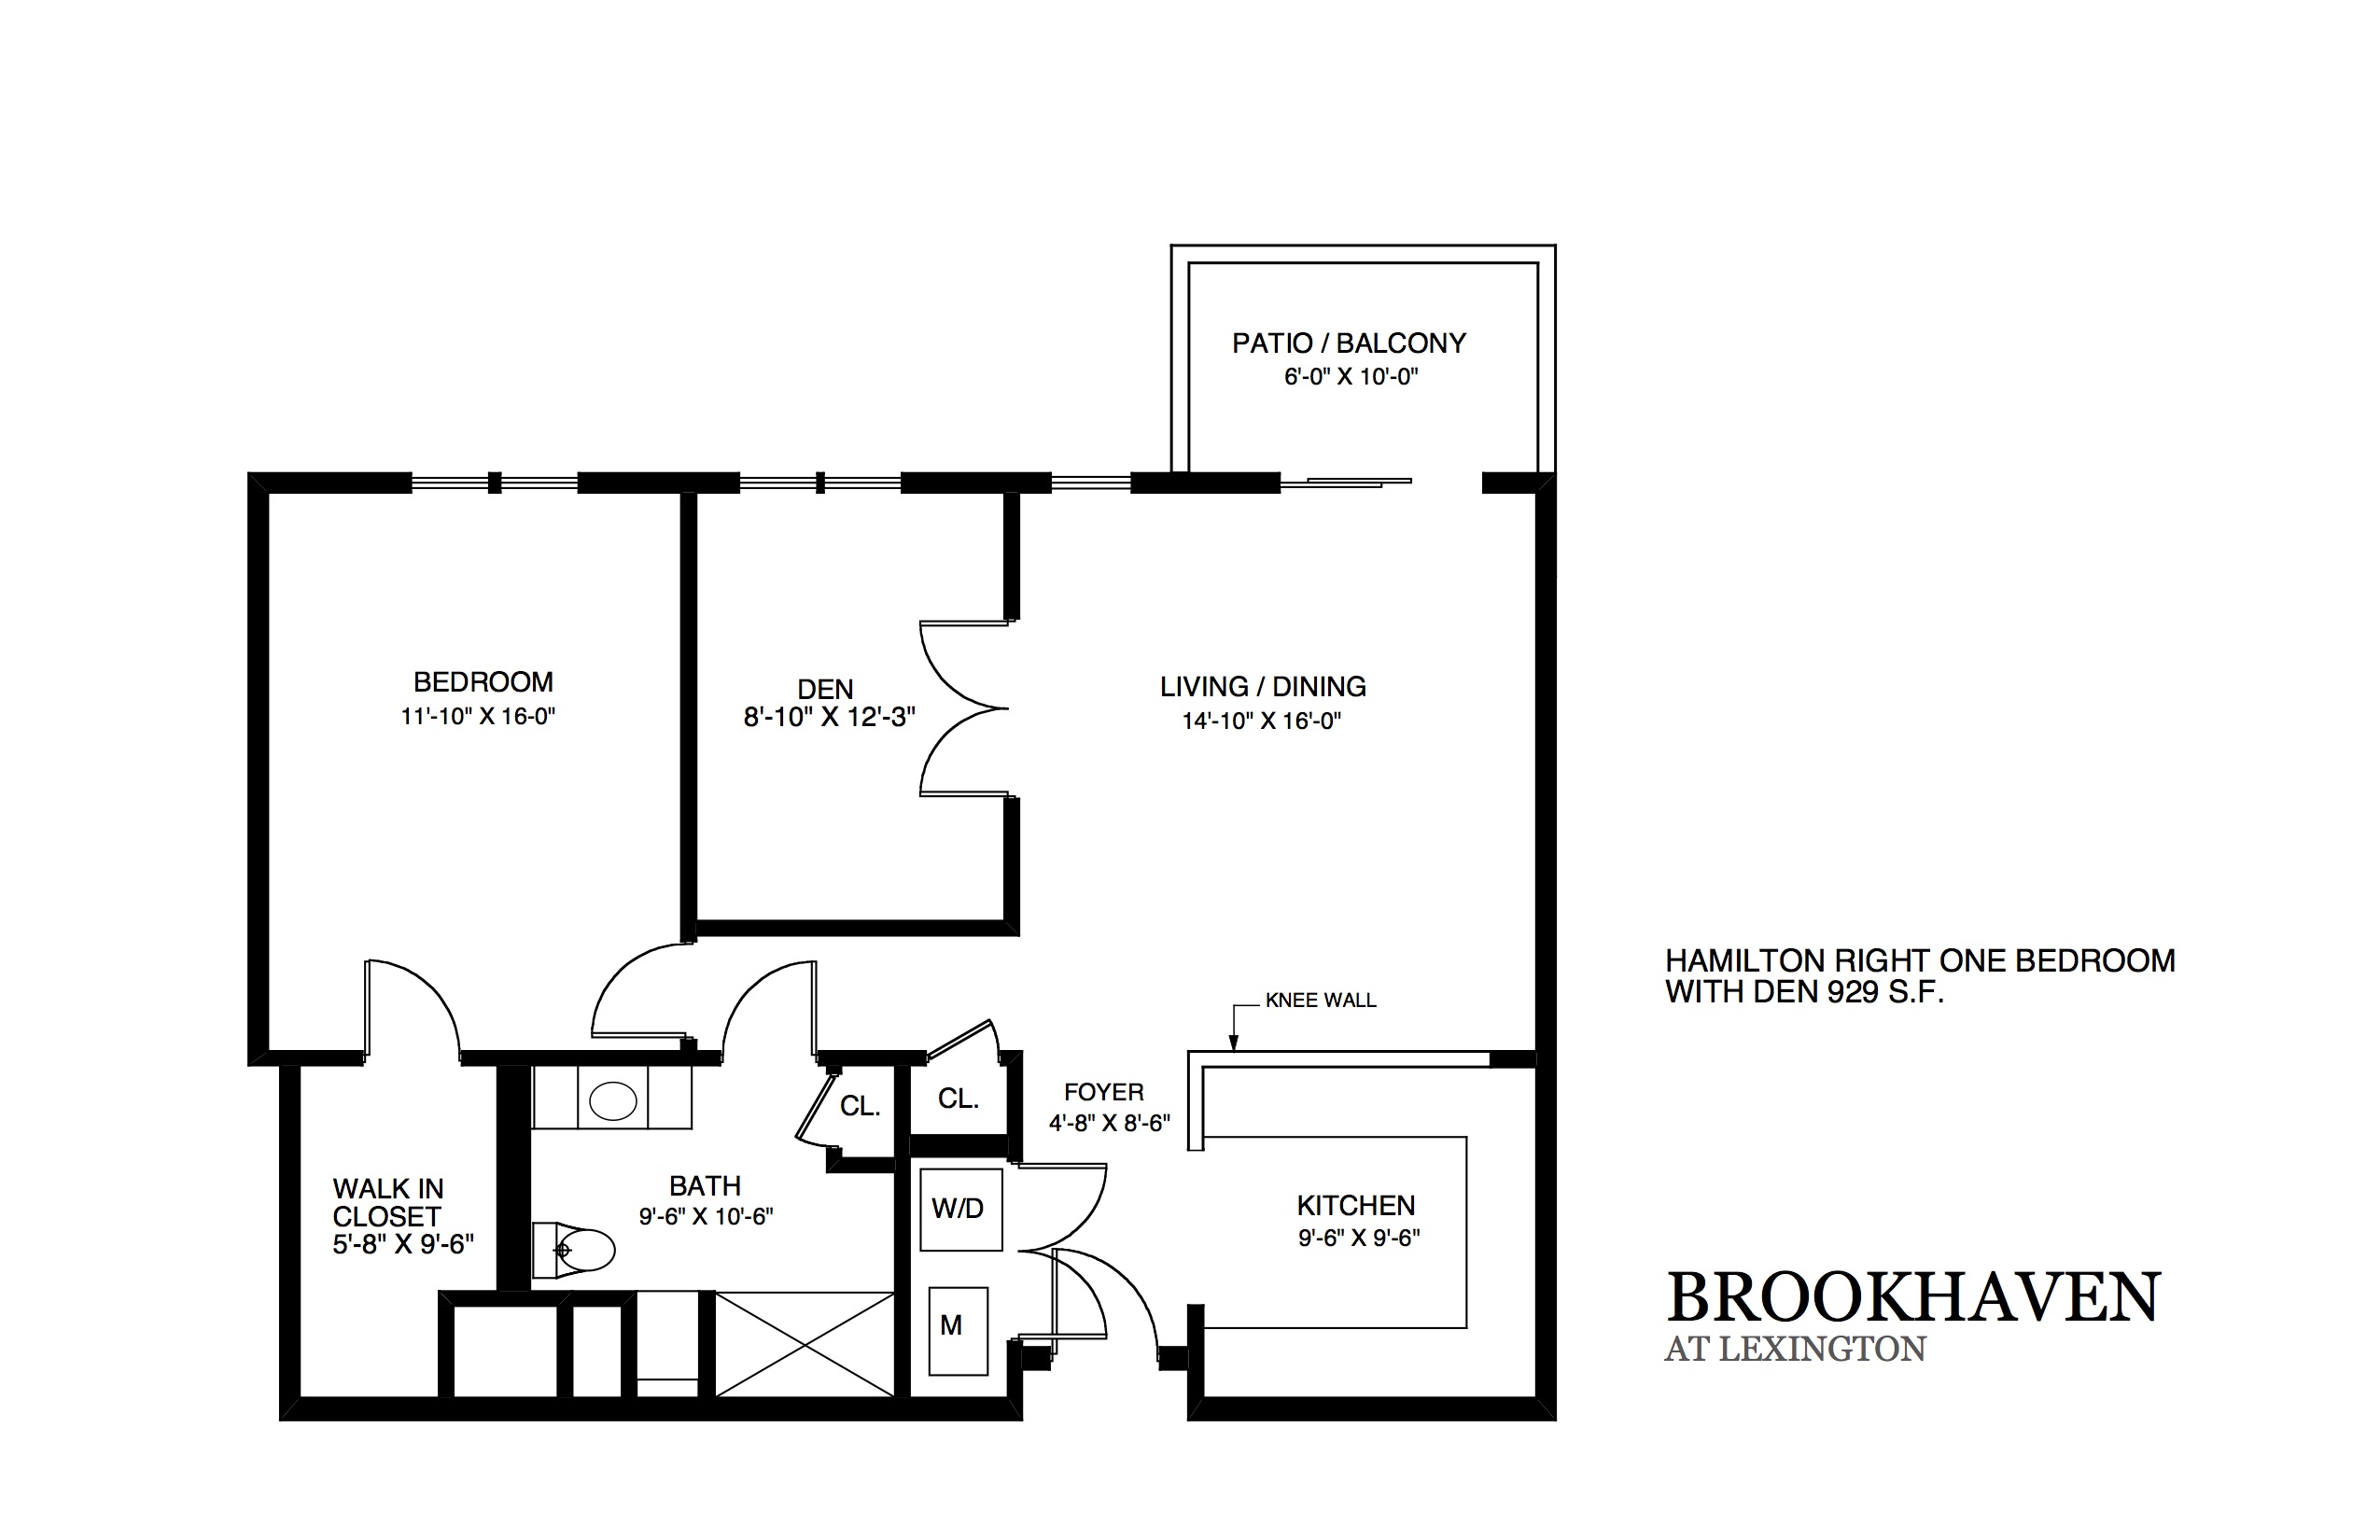 PATIO / BALCONY
6'-0" X 10'-0"
BEDROOM
11'-10" X 16-0"
DEN
8'-10" X 12'-3"
LIVING / DINING
14'-10" X 16'-0"
HAMILTON RIGHT ONE BEDROOM
WITH DEN 929 S.F.
KNEE WALL
CL.
CL.
FOYER
4'-8" X 8'-6"
WALK IN
CLOSET
5'-8" X 9'-6"
BATH
9'-6" X 10'-6"
W/D
M
KITCHEN
9'-6" X 9'-6"
BROOKHAVEN
AT LEXINGTON